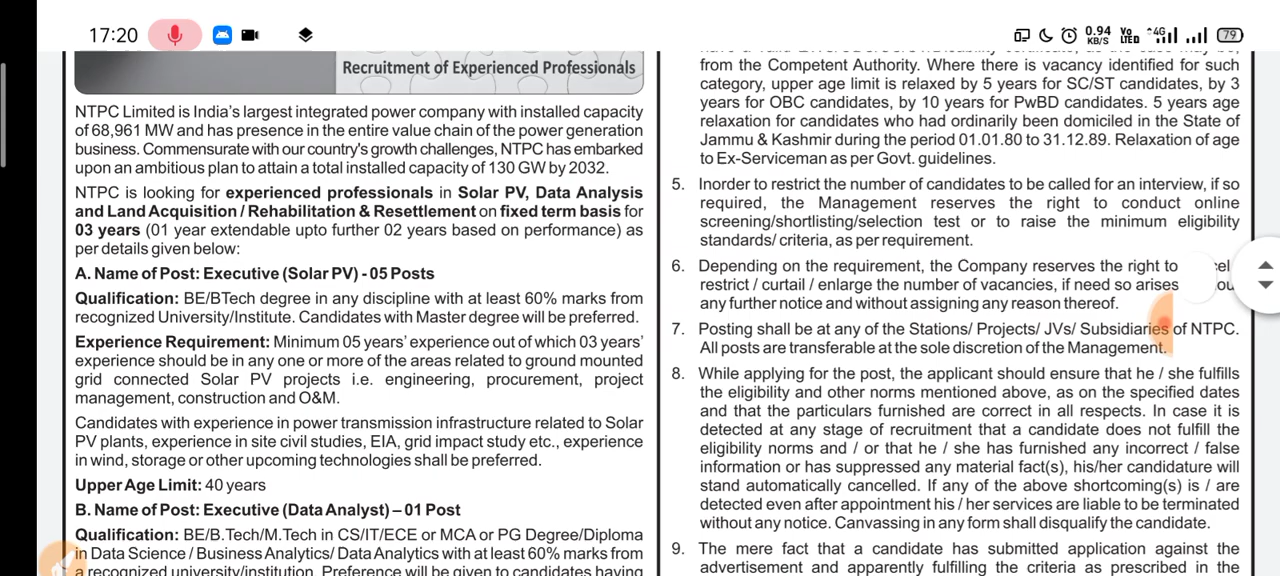 17:20
0.94
KB/S
Vo
LTE D
4G
79
Recruitment of Experienced Professionals
NTPC Limited is India's largest integrated power company with installed capacity
of 68,961 MW and has presence in the entire value chain of the power generation
business. Commensurate with our country's growth challenges, NTPC has embarked
upon an ambitious plan to attain a total installed capacity of 130 GW by 2032.
NTPC is looking for experienced professionals in Solar PV, Data Analysis
and Land Acquisition / Rehabilitation & Resettlement on fixed term basis for
03 years (01 year extendable upto further 02 years based on performance) as
per details given below:
A. Name of Post: Executive (Solar PV) - 05 Posts
Qualification: BE/BTech degree in any discipline with at least 60% marks from
recognized University/Institute. Candidates with Master degree will be preferred.
Experience Requirement: Minimum 05 years' experience out of which 03 years'
experience should be in any one or more of the areas related to ground mounted
grid connected Solar PV projects i.e. engineering, procurement, project
management, construction and O&M.
Candidates with experience in power transmission infrastructure related to Solar
PV plants, experience in site civil studies, EIA, grid impact study etc., experience
in wind, storage or other upcoming technologies shall be preferred.
Upper Age Limit: 40 years
B. Name of Post: Executive (Data Analyst) – 01 Post
Qualification: BE/B.Tech/M.Tech in CS/IT/ECE or MCA or PG Degree/Diploma
in Data Science / Business Analytics/ Data Analytics with at least 60% marks from
a recognized university/institution. Preference will be given to candidates having
from the Competent Authority. Where there is vacancy identified for such
category, upper age limit is relaxed by 5 years for SC/ST candidates, by 3
years for OBC candidates, by 10 years for PwBD candidates. 5 years age
relaxation for candidates who had ordinarily been domiciled in the State of
Jammu & Kashmir during the period 01.01.80 to 31.12.89. Relaxation of age
to Ex-Serviceman as per Govt. guidelines.
5. Inorder to restrict the number of candidates to be called for an interview, if so
required, the Management reserves the right to conduct online
screening/shortlisting/selection test or to raise the minimum eligibility
standards/ criteria, as per requirement.
6. Depending on the requirement, the Company reserves the right to
restrict / curtail / enlarge the number of vacancies, if need so arises
any further notice and without assigning any reason thereof.
7. Posting shall be at any of the Stations/ Projects/ JVs/ Subsidiaries of NTPC.
All posts are transferable at the sole discretion of the Management.
8. While applying for the post, the applicant should ensure that he / she fulfills
the eligibility and other norms mentioned above, as on the specified dates
and that the particulars furnished are correct in all respects. In case it is
detected at any stage of recruitment that a candidate does not fulfill the
eligibility norms and / or that he / she has furnished any incorrect / false
information or has suppressed any material fact(s), his/her candidature will
stand automatically cancelled. If any of the above shortcoming(s) is / are
detected even after appointment his / her services are liable to be terminated
without any notice. Canvassing in any form shall disqualify the candidate.
9. The mere fact that a candidate has submitted application against the
advertisement and apparently fulfilling the criteria as prescribed in the